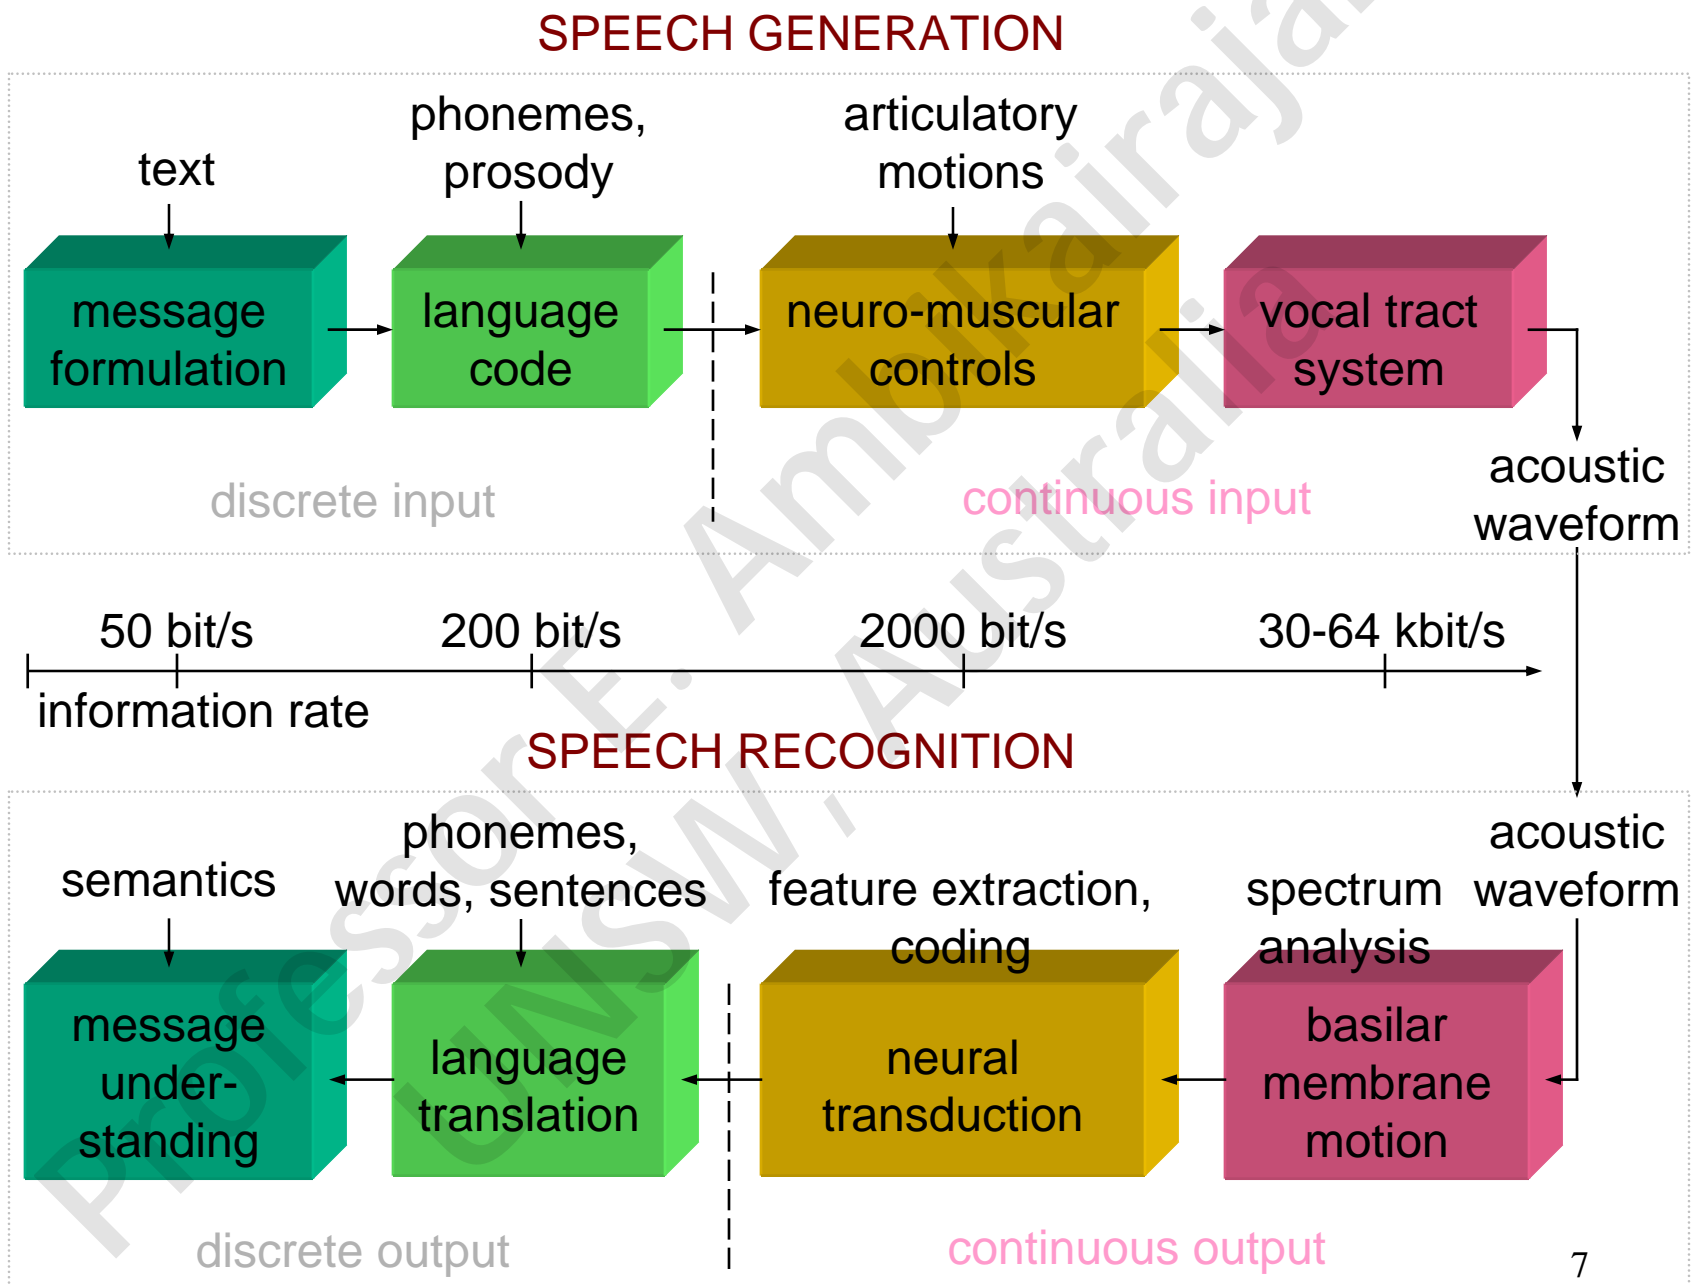 SPEECH GENERATION
text
phonemes,
prosody
articulatory
motions
message
formulation
language
code
neuro-muscular
controls
vocal tract
system
discrete input
continuous input
acoustic
waveform
50 bit/s
200 bit/s
2000 bit/s
30-64 kbit/s
information rate
SPEECH RECOGNITION
semantics
phonemes,
words, sentences
feature extraction,
coding
spectrum
analysis
acoustic
waveform
message
under-
standing
language
translation
neural
transduction
basilar
membrane
motion
discrete output
continuous output
7
Professor E. Ambikairajah
UNSW, Australia